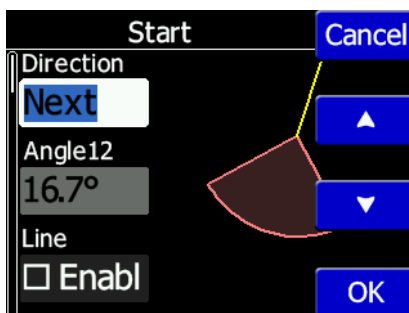 Start
Cancel
Direction
Next
Angle12
16.7°
Line
Enabl
OK